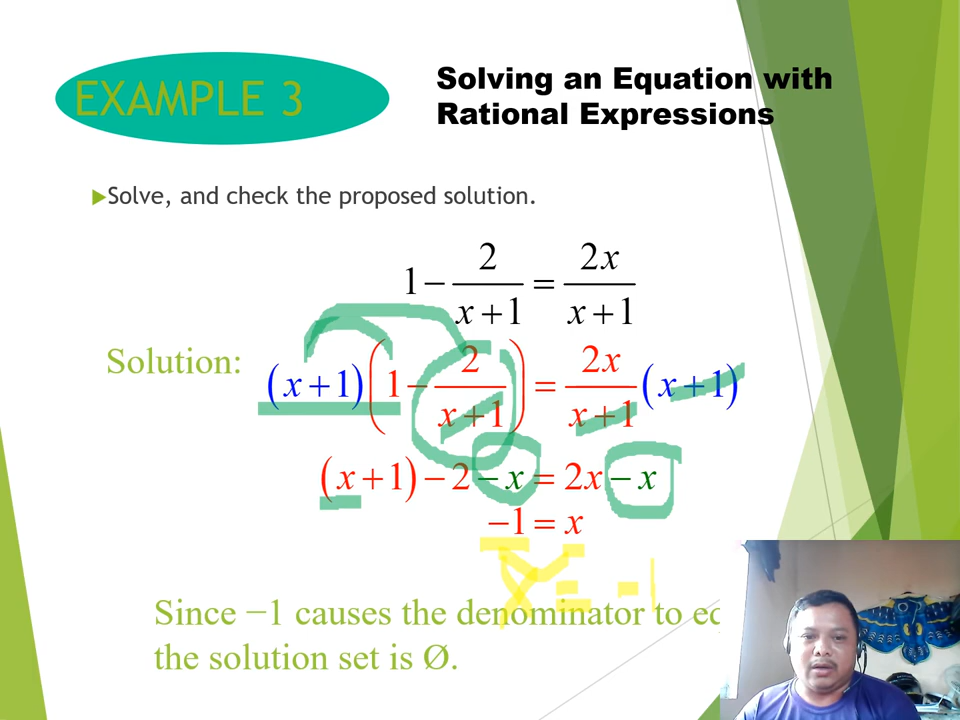 EXAMPLE 3
Solving an Equation with
Rational Expressions
Solve, and check the proposed solution.
1 − 2/(x + 1) = 2x/(x + 1)
Solution:
(x + 1)(1 − 2/(x + 1)) = 2x/(x + 1) (x + 1)
(x + 1) − 2 − x = 2x − x
−1 = x
x = -1
Since −1 causes the denominator to
the solution set is Ø.